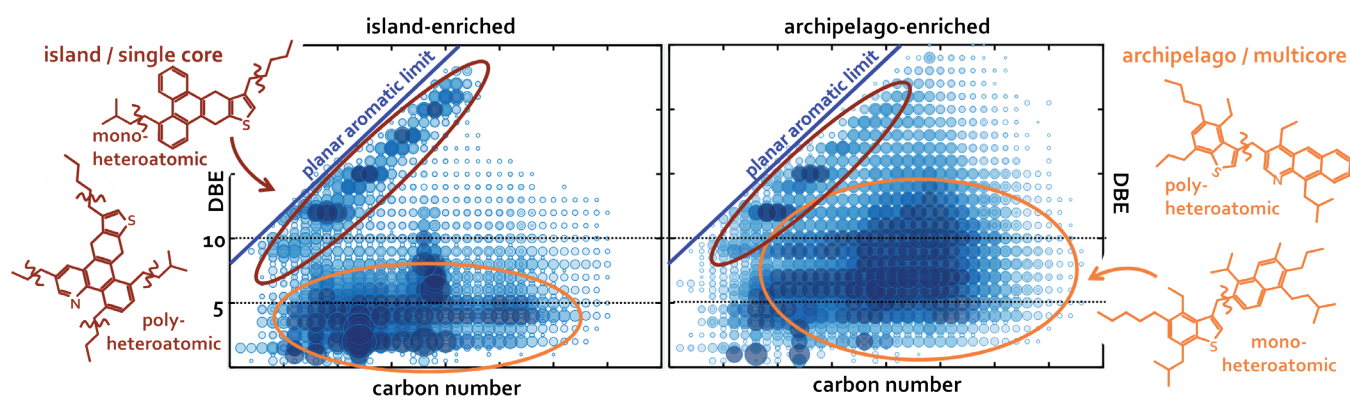 island-enriched
archipelago-enriched
island / single core
archipelago / multicore
planar aromatic limit
planar aromatic limit
S
mono-
heteroatomic
S
N
poly-
heteroatomic
DBE
10
5
carbon number
carbon number
DBE
S
N
poly-
heteroatomic
S
mono-
heteroatomic